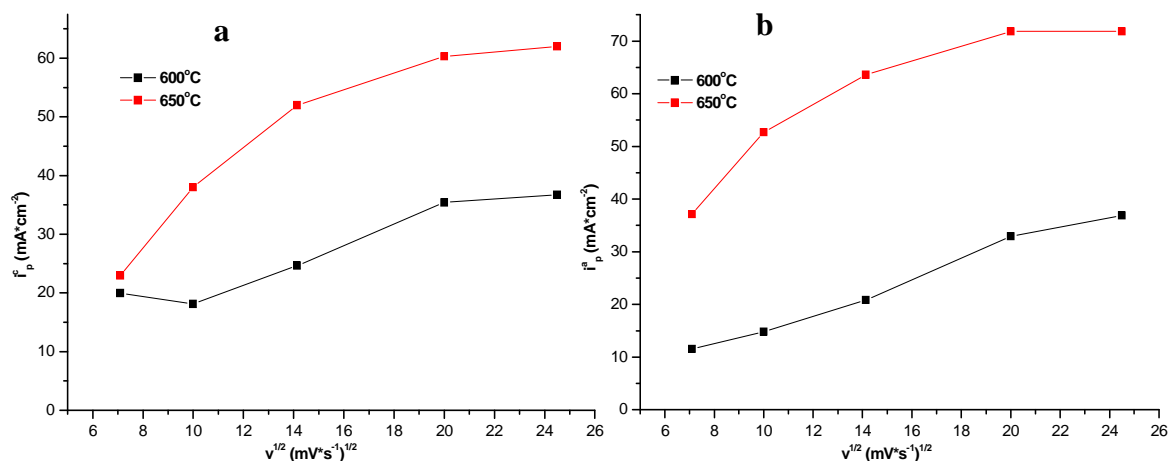 a
600°C
650°C
i^c_p (mA*cm^-2)
60
50
40
30
20
10
0
6 8 10 12 14 16 18 20 22 24 26
v^1/2 (mV*s^-1)^1/2
b
600°C
650°C
i^a_p (mA*cm^-2)
70
60
50
40
30
20
10
0
6 8 10 12 14 16 18 20 22 24 26
v^1/2 (mV*s^-1)^1/2